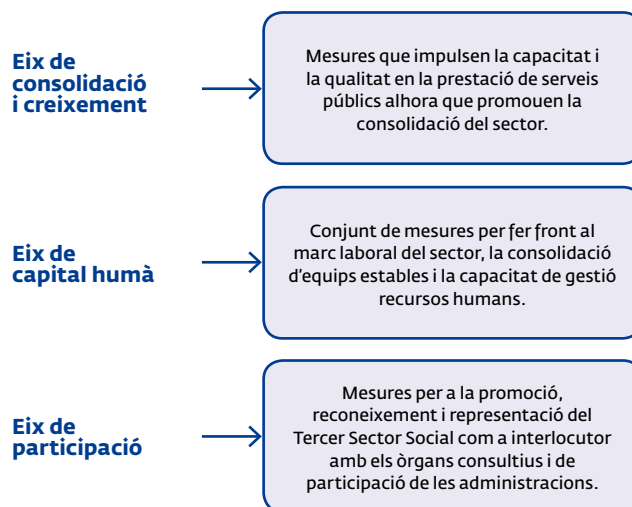 Eix de
consolidació
i creixement
Mesures que impulsen la capacitat i
la qualitat en la prestació de serveis
públics alhora que promouen la
consolidació del sector.
Eix de
capital humà
Conjunt de mesures per fer front al
marc laboral del sector, la consolidació
d'equips estables i la capacitat de gestió
recursos humans.
Eix de
participació
Mesures per a la promoció,
reconeixement i representació del
Tercer Sector Social com a interlocutor
amb els òrgans consultius i de
participació de les administracions.